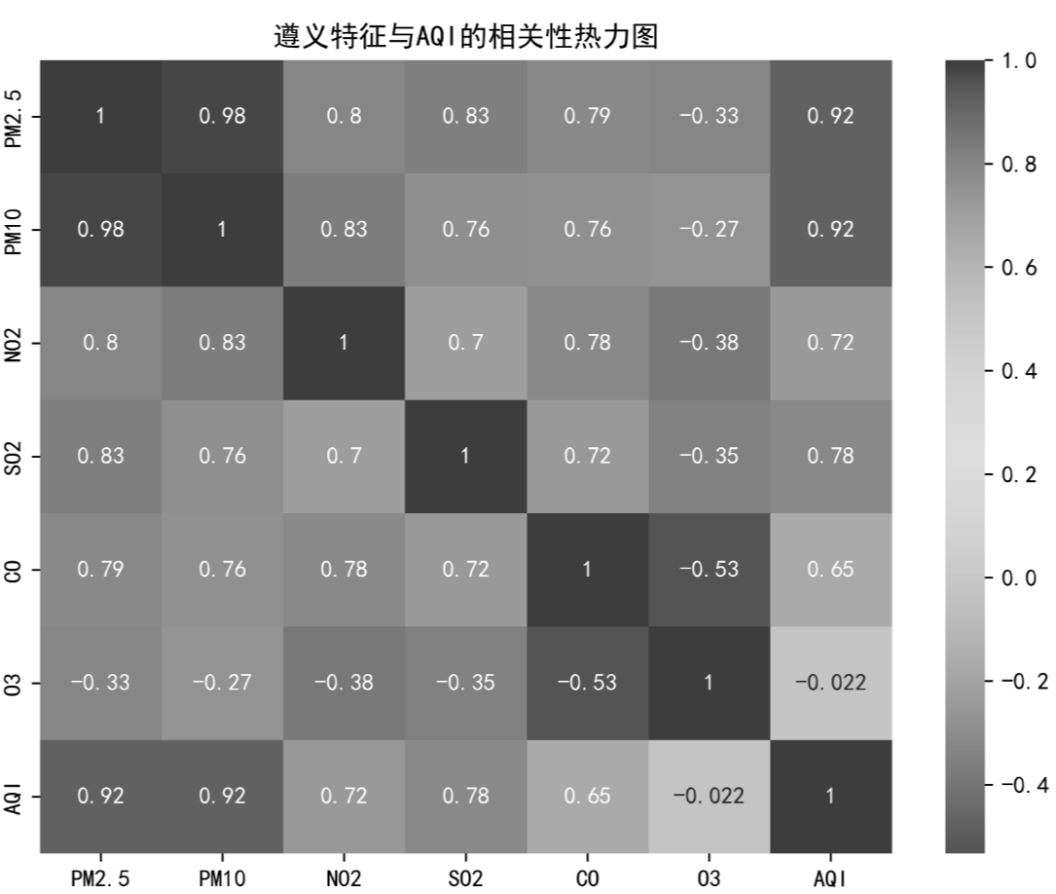 遵义特征与AQI的相关性热力图
PM2.5 1 0.98 0.8 0.83 0.79 -0.33 0.92
PM10 0.98 1 0.83 0.76 0.76 -0.27 0.92
NO2 0.8 0.83 1 0.7 0.78 -0.38 0.72
SO2 0.83 0.76 0.7 1 0.72 -0.35 0.78
CO 0.79 0.76 0.78 0.72 1 -0.53 0.65
O3 -0.33 -0.27 -0.38 -0.35 -0.53 1 -0.022
AQI 0.92 0.92 0.72 0.78 0.65 -0.022 1
PM2.5 PM10 NO2 SO2 CO O3 AQI
1.0
0.8
0.6
0.4
0.2
0.0
-0.2
-0.4